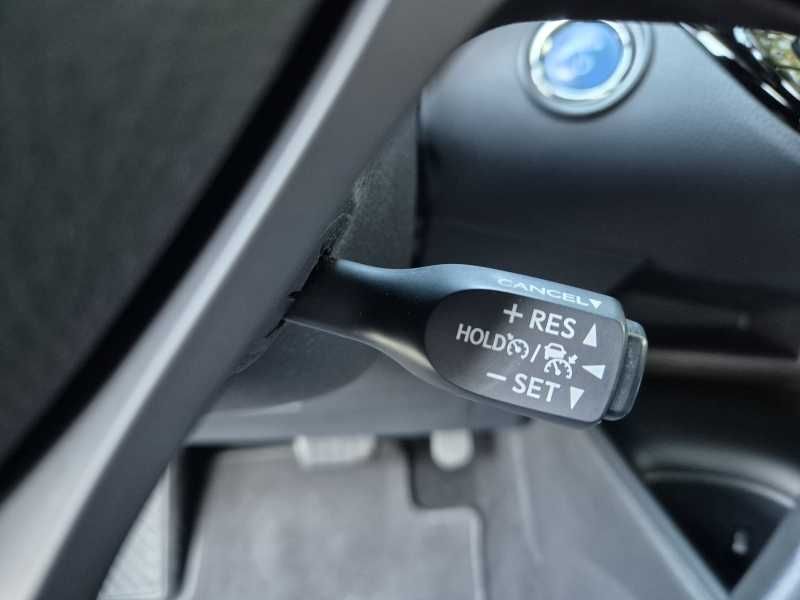 CANCEL▼
+ RES ▲
HOLD /
− SET ▼